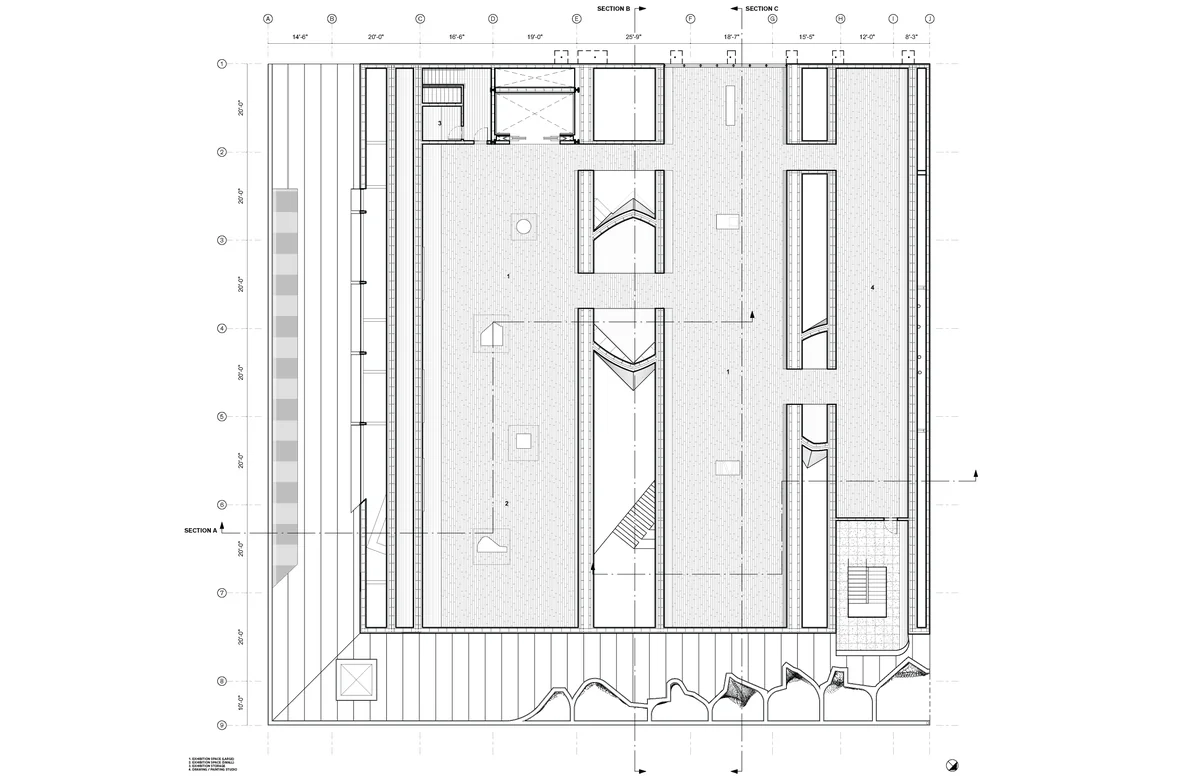 SECTION B
SECTION C
A
B
C
D
E
F
G
H
I
J
14'-6"
20'-0"
16'-6"
19'-0"
25'-9"
18'-7"
15'-5"
12'-0"
8'-3"
1
20'-0"
2
20'-0"
3
20'-0"
4
20'-0"
5
20'-0"
6
20'-0"
7
20'-0"
8
10'-0"
9
3
1
4
1
2
SECTION A
1. EXHIBITION SPACE (LARGE)
2. EXHIBITION SPACE (SMALL)
3. EXHIBITION STORAGE
4. DRAWING / PAINTING STUDIO